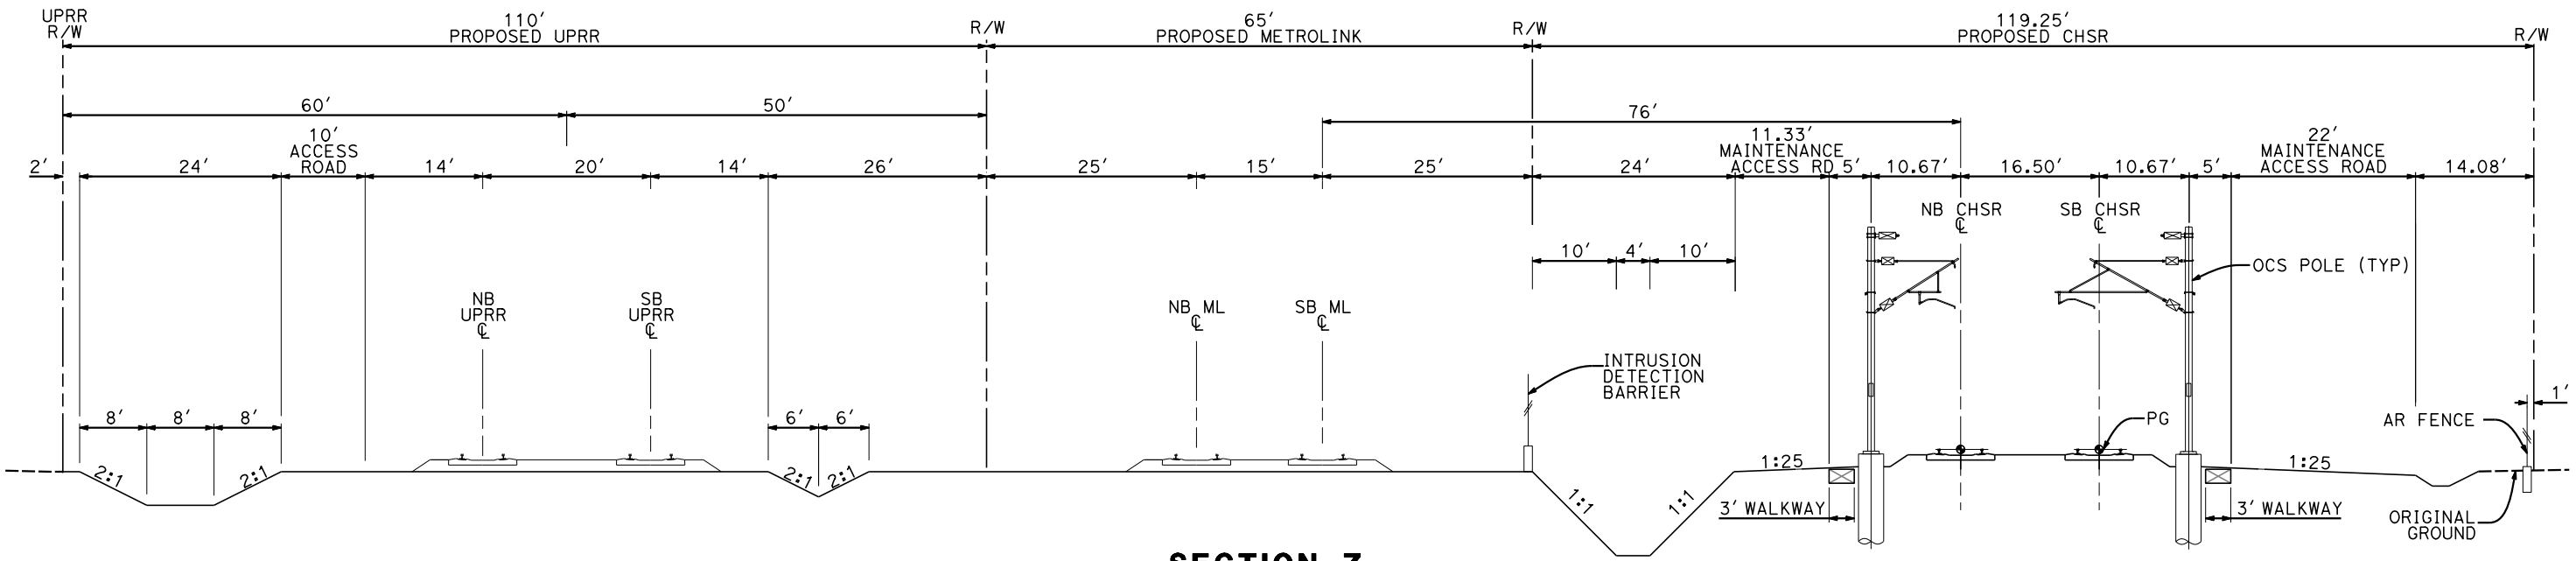 UPRR
R/W
110'
PROPOSED UPRR
R/W
65'
PROPOSED METROLINK
R/W
119.25'
PROPOSED CHSR
R/W
60'
50'
76'
2'
24'
10'
ACCESS
ROAD
14'
20'
14'
26'
25'
15'
25'
24'
11.33'
MAINTENANCE
ACCESS RD
5'
10.67'
16.50'
10.67'
5'
22'
MAINTENANCE
ACCESS ROAD
14.08'
NB CHSR
℄
SB CHSR
℄
10'
4'
10'
OCS POLE (TYP)
NB
UPRR
℄
SB
UPRR
℄
NB ML
℄
SB ML
℄
INTRUSION
DETECTION
BARRIER
8'
8'
8'
6'
6'
1'
AR FENCE
PG
2:1
2:1
2:1
2:1
1:1
1:1
1:25
1:25
3' WALKWAY
3' WALKWAY
ORIGINAL
GROUND